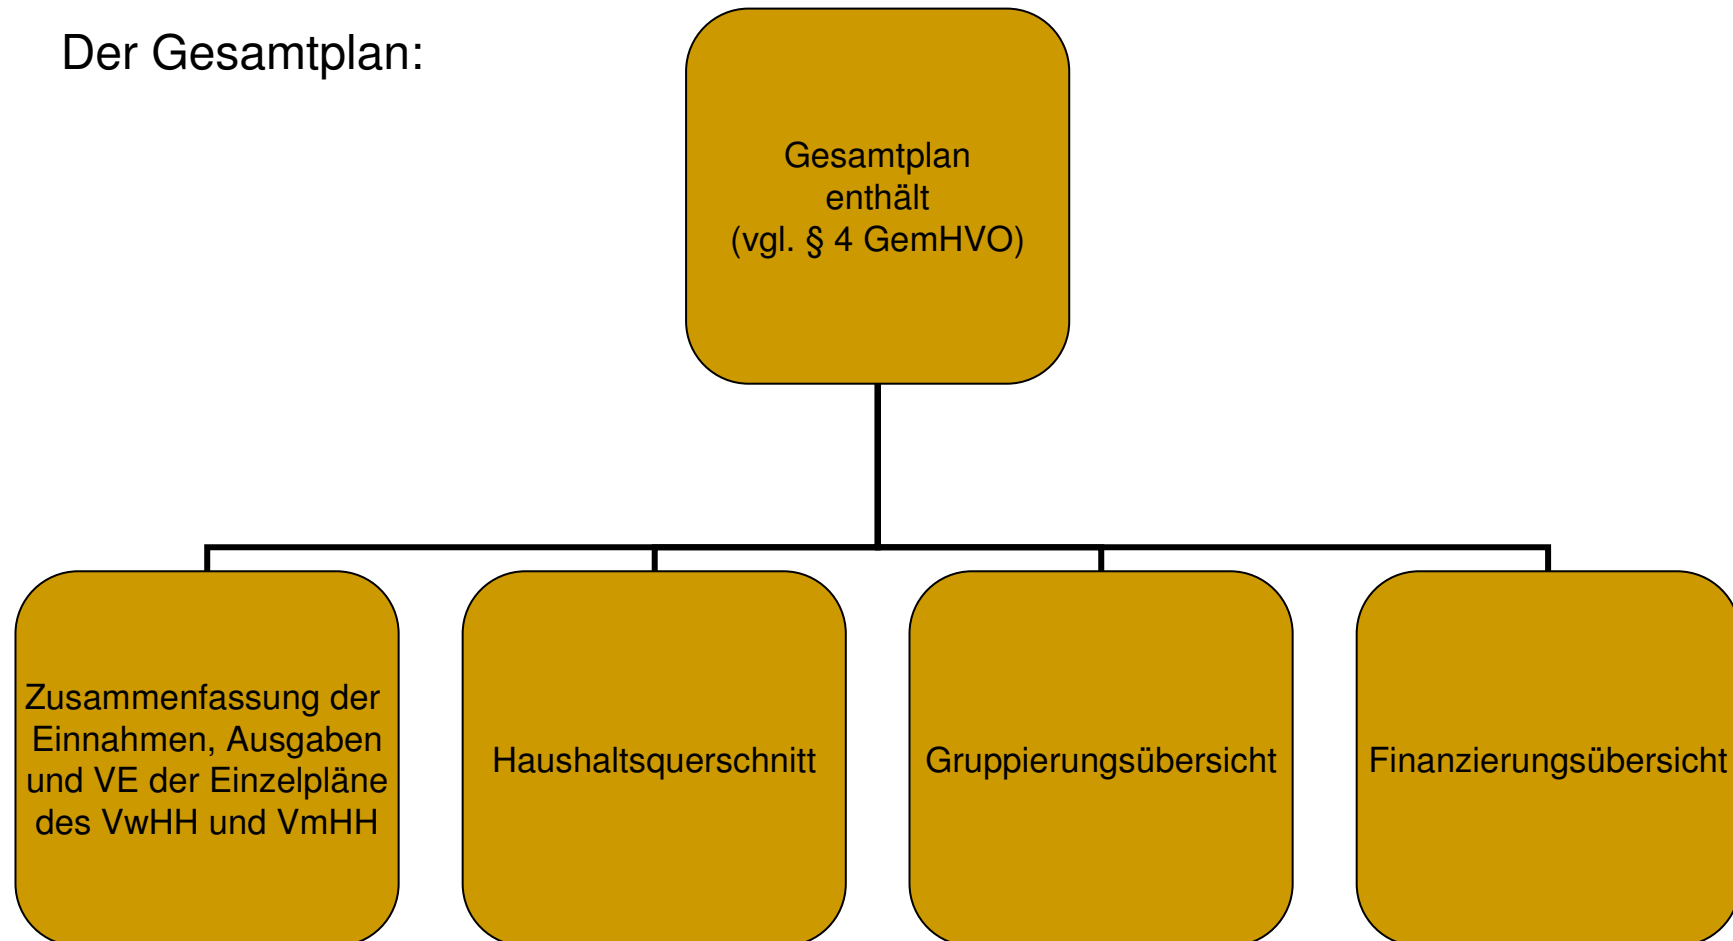 Der Gesamtplan:
Gesamtplan
enthält
(vgl. § 4 GemHVO)
Zusammenfassung der
Einnahmen, Ausgaben
und VE der Einzelpläne
des VwHH und VmHH
Haushaltsquerschnitt
Gruppierungsübersicht
Finanzierungsübersicht